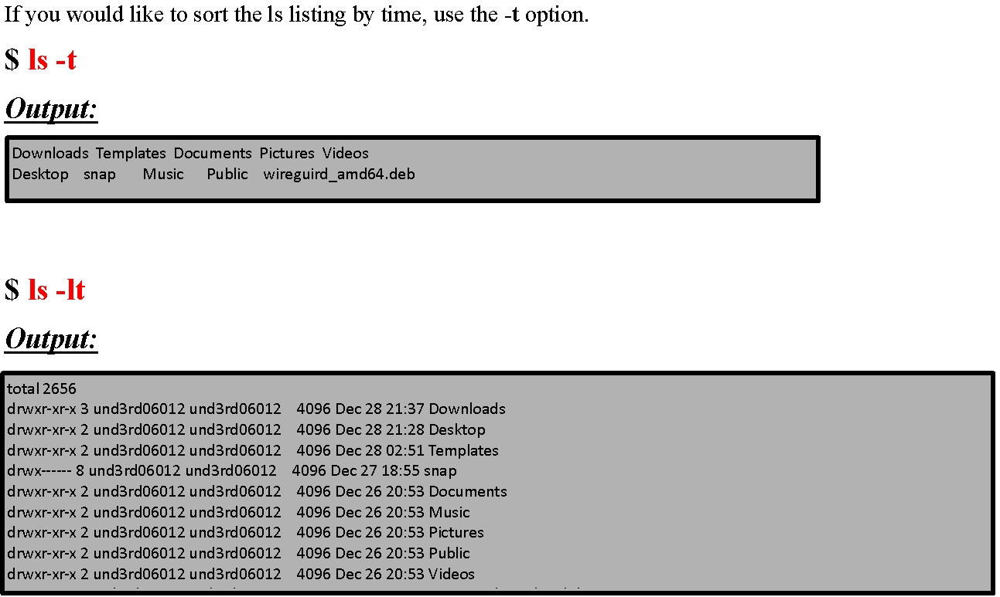 If you would like to sort the ls listing by time, use the -t option.
$ ls -t
Output:
Downloads Templates Documents Pictures Videos
Desktop snap Music Public wireguird_amd64.deb
$ ls -lt
Output:
total 2656
drwxr-xr-x 3 und3rd06012 und3rd06012 4096 Dec 28 21:37 Downloads
drwxr-xr-x 2 und3rd06012 und3rd06012 4096 Dec 28 21:28 Desktop
drwxr-xr-x 2 und3rd06012 und3rd06012 4096 Dec 28 02:51 Templates
drwx------ 8 und3rd06012 und3rd06012 4096 Dec 27 18:55 snap
drwxr-xr-x 2 und3rd06012 und3rd06012 4096 Dec 26 20:53 Documents
drwxr-xr-x 2 und3rd06012 und3rd06012 4096 Dec 26 20:53 Music
drwxr-xr-x 2 und3rd06012 und3rd06012 4096 Dec 26 20:53 Pictures
drwxr-xr-x 2 und3rd06012 und3rd06012 4096 Dec 26 20:53 Public
drwxr-xr-x 2 und3rd06012 und3rd06012 4096 Dec 26 20:53 Videos